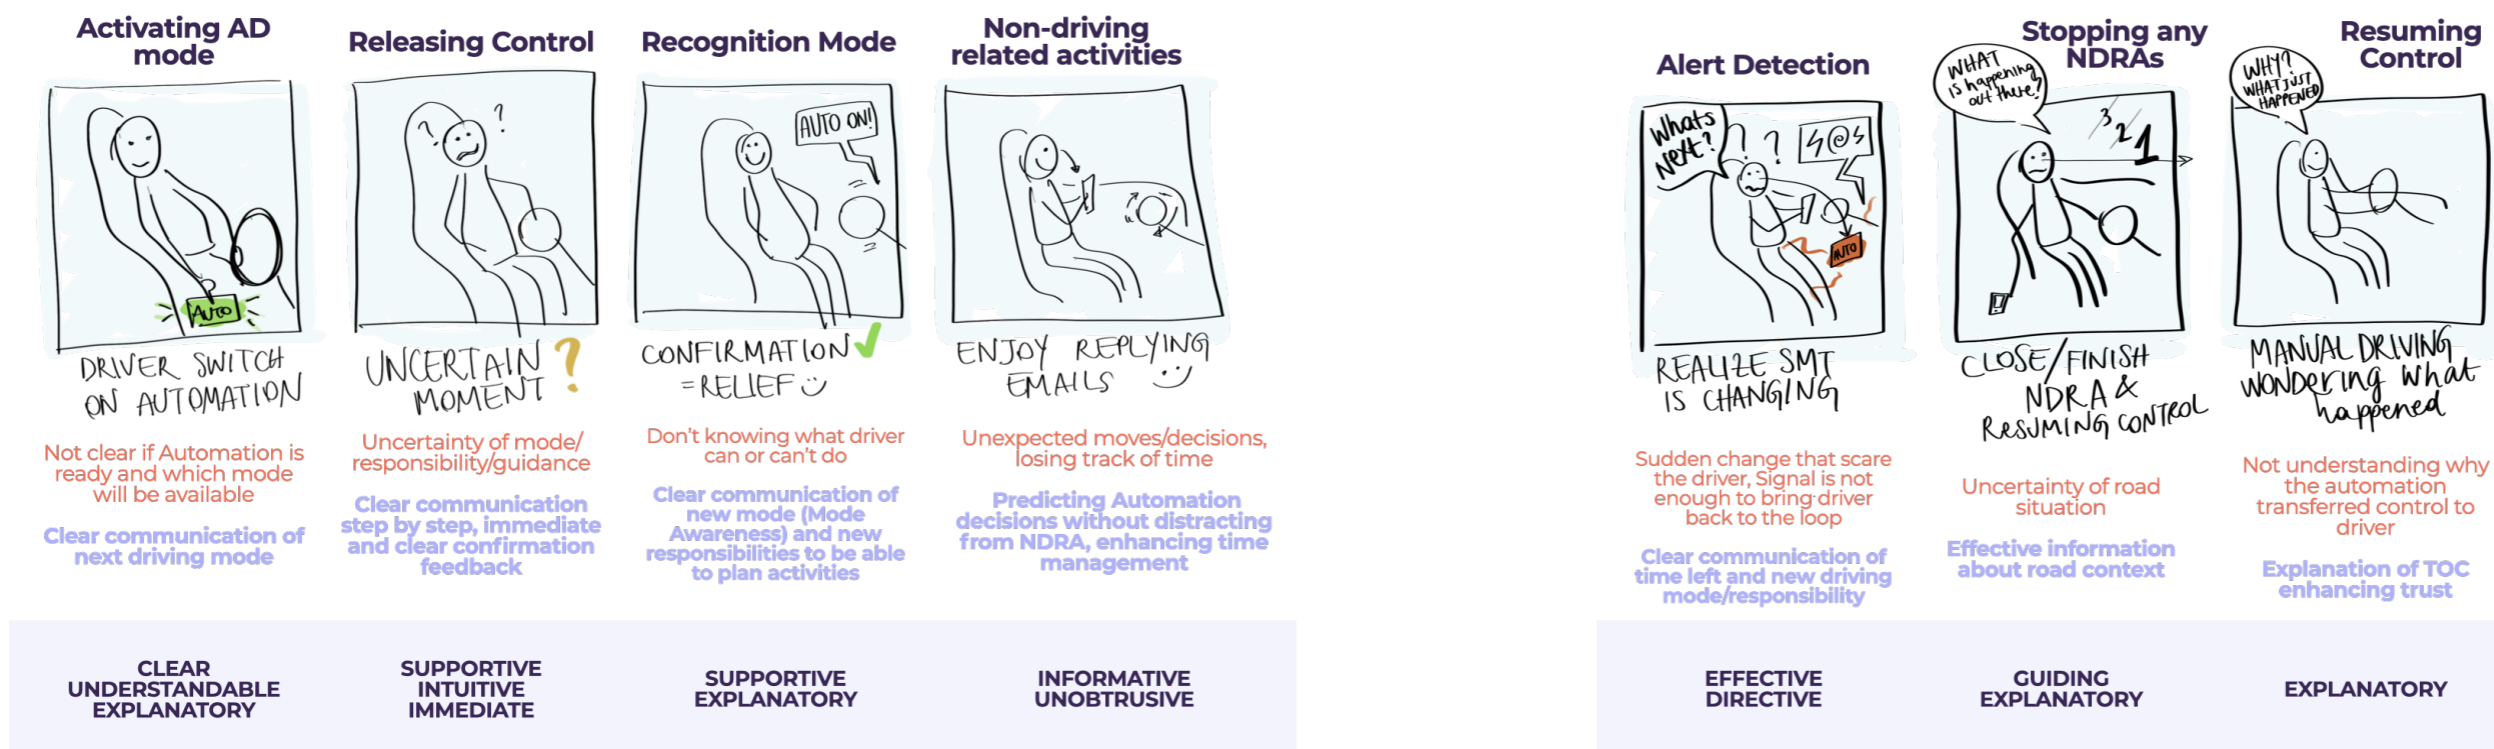 Activating AD
mode
AUTO
DRIVER SWITCH
ON AUTOMATION
Not clear if Automation is
ready and which mode
will be available
Clear communication of
next driving mode
CLEAR
UNDERSTANDABLE
EXPLANATORY
Releasing Control
? ?
UNCERTAIN ?
MOMENT
Uncertainty of mode/
responsibility/guidance
Clear communication
step by step, immediate
and clear confirmation
feedback
SUPPORTIVE
INTUITIVE
IMMEDIATE
Recognition Mode
AUTO ON!
CONFIRMATION
=RELIEF
Don't knowing what driver
can or can't do
Clear communication of
new mode (Mode
Awareness) and new
responsibilities to be able
to plan activities
SUPPORTIVE
EXPLANATORY
Non-driving
related activities
ENJOY REPLYING
EMAILS
Unexpected moves/decisions,
losing track of time
Predicting Automation
decisions without distracting
from NDRA, enhancing time
management
INFORMATIVE
UNOBTRUSIVE
Alert Detection
Whats
Next?
? ?
AUTO
REALIZE SMT
IS CHANGING
Sudden change that scare
the driver, Signal is not
enough to bring driver
back to the loop
Clear communication of
time left and new driving
mode/responsibility
EFFECTIVE
DIRECTIVE
Stopping any
NDRAs
WHAT
is happening
out there?
3 2 1
CLOSE/FINISH
NDRA &
RESUMING CONTROL
Uncertainty of road
situation
Effective information
about road context
GUIDING
EXPLANATORY
Resuming
Control
WHY?
WHAT JUST
HAPPENED
MANUAL DRIVING
WONDERING what
happened
Not understanding why
the automation
transferred control to
driver
Explanation of TOC
enhancing trust
EXPLANATORY